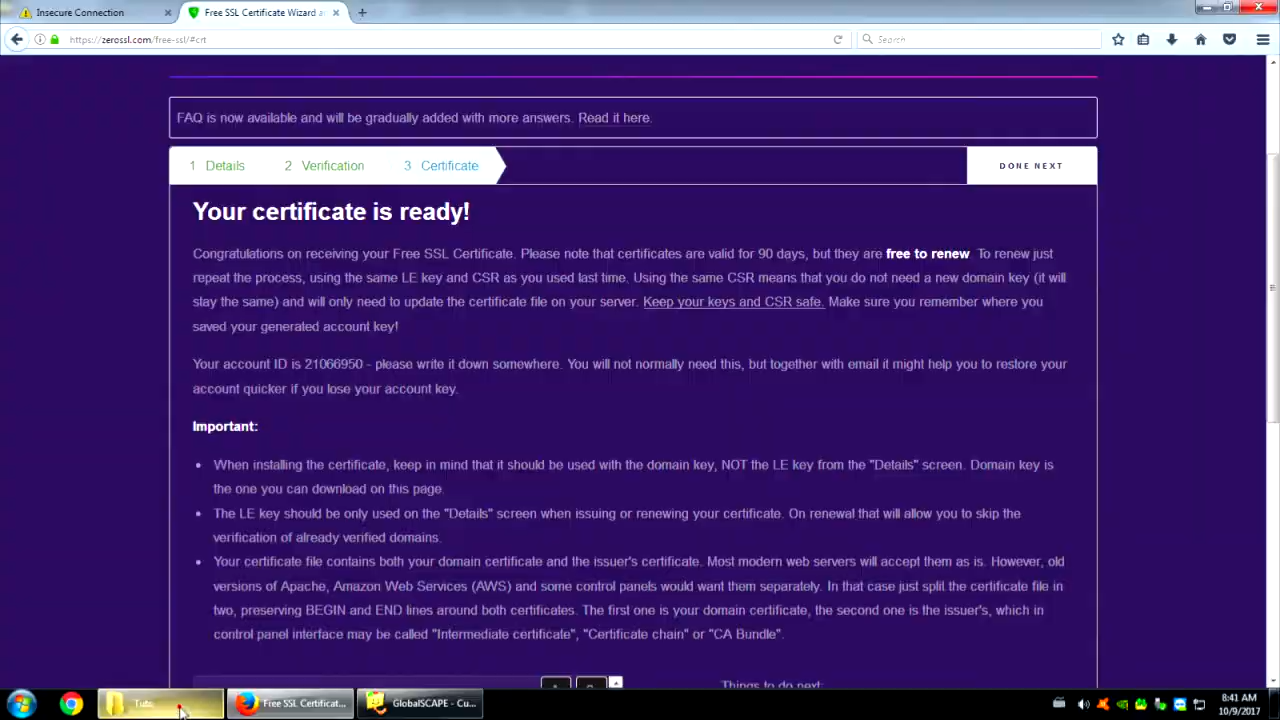 Insecure Connection
Free SSL Certificate Wizard a
https://zerossl.com/free-ssl/#crt
Search
FAQ is now available and will be gradually added with more answers. Read it here.
1 Details 2 Verification 3 Certificate DONE NEXT
Your certificate is ready!
Congratulations on receiving your Free SSL Certificate. Please note that certificates are valid for 90 days, but they are free to renew. To renew just
repeat the process, using the same LE key and CSR as you used last time. Using the same CSR means that you do not need a new domain key (it will
stay the same) and will only need to update the certificate file on your server. Keep your keys and CSR safe. Make sure you remember where you
saved your generated account key!
Your account ID is 21066950 - please write it down somewhere. You will not normally need this, but together with email it might help you to restore your
account quicker if you lose your account key.
Important:
When installing the certificate, keep in mind that it should be used with the domain key, NOT the LE key from the "Details" screen. Domain key is
the one you can download on this page.
The LE key should be only used on the "Details" screen when issuing or renewing your certificate. On renewal that will allow you to skip the
verification of already verified domains.
Your certificate file contains both your domain certificate and the issuer's certificate. Most modern web servers will accept them as is. However, old
versions of Apache, Amazon Web Services (AWS) and some control panels would want them separately. In that case just split the certificate file in
two, preserving BEGIN and END lines around both certificates. The first one is your domain certificate, the second one is the issuer's, which in
control panel interface may be called "Intermediate certificate", "Certificate chain" or "CA Bundle".
Things to do next:
Tuts
Free SSL Certificat...
GlobalSCAPE - Cu...
8:41 AM
10/9/2017